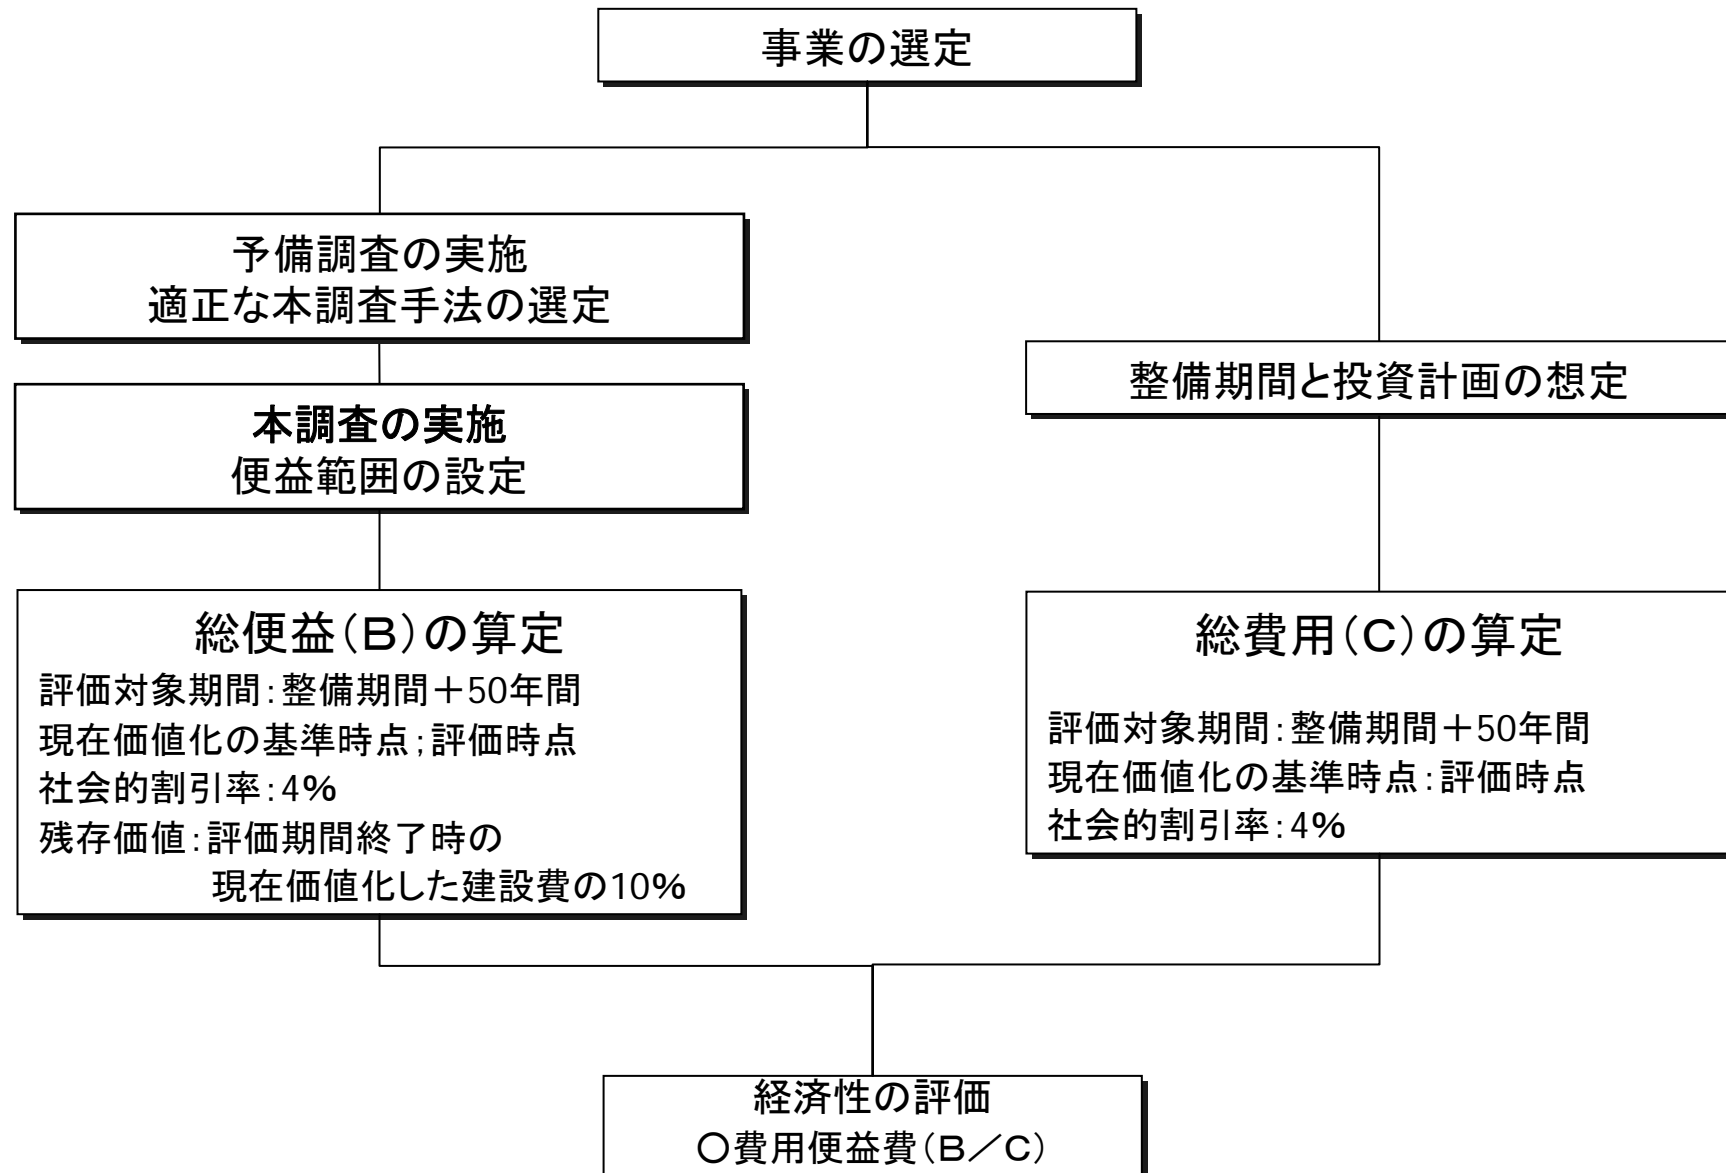 事業の選定
予備調査の実施
適正な本調査手法の選定
本調査の実施
便益範囲の設定
整備期間と投資計画の想定
総便益(B)の算定
評価対象期間:整備期間+50年間
現在価値化の基準時点;評価時点
社会的割引率:4%
残存価値:評価期間終了時の
現在価値化した建設費の10%
総費用(C)の算定
評価対象期間:整備期間+50年間
現在価値化の基準時点:評価時点
社会的割引率:4%
経済性の評価
○費用便益費(B/C)